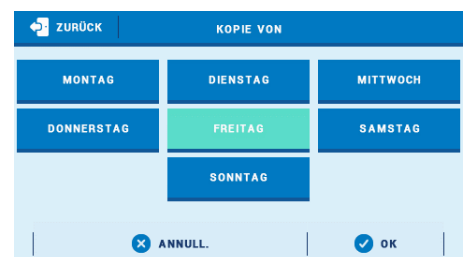 ZURÜCK KOPIE VON
MONTAG DIENSTAG MITTWOCH
DONNERSTAG FREITAG SAMSTAG
SONNTAG
ANNULL. OK